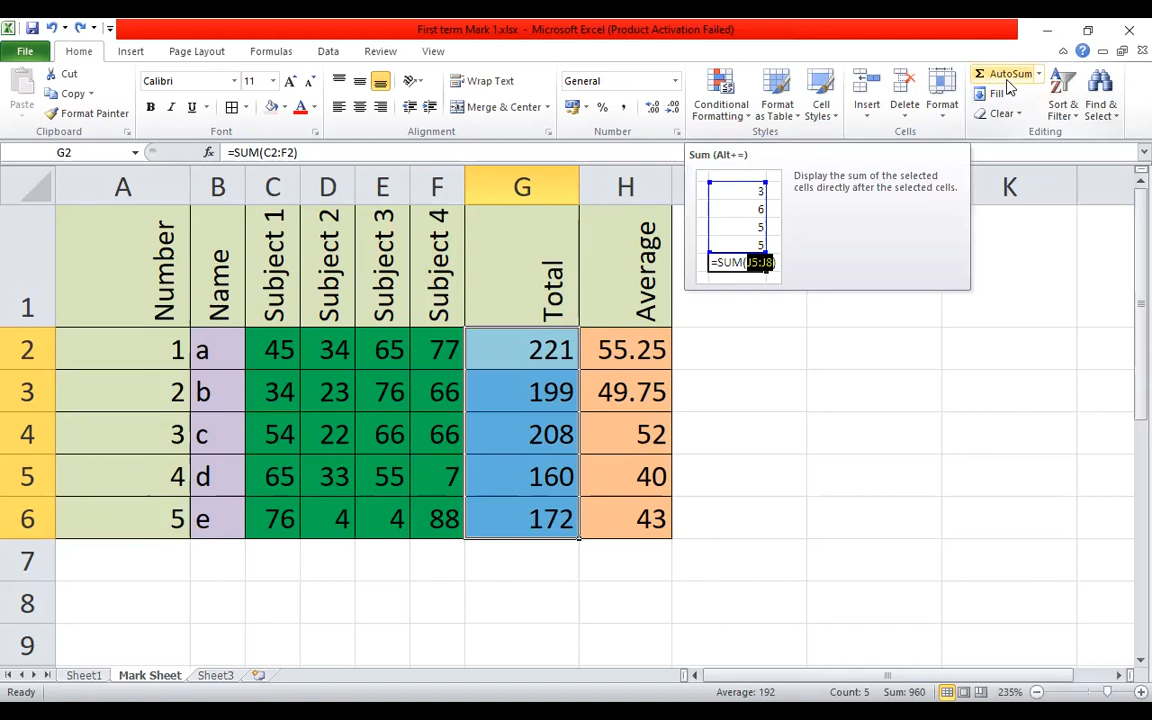 First term Mark 1.xlsx - Microsoft Excel (Product Activation Failed)
File Home Insert Page Layout Formulas Data Review View
Paste Cut Copy Format Painter Clipboard
Calibri 11 B I U A Font
Wrap Text Merge & Center Alignment
General % , Number
Conditional Formatting Format as Table Cell Styles Styles
Insert Delete Format Cells
Σ AutoSum Fill Clear Sort & Filter Find & Select Editing
G2 fx =SUM(C2:F2)
Sum (Alt+=)
Display the sum of the selected
cells directly after the selected cells.
3
6
5
5
=SUM(J5:J8)
A B C D E F G H K
1 Number Name Subject 1 Subject 2 Subject 3 Subject 4 Total Average
2 1 a 45 34 65 77 221 55.25
3 2 b 34 23 76 66 199 49.75
4 3 c 54 22 66 66 208 52
5 4 d 65 33 55 7 160 40
6 5 e 76 4 4 88 172 43
7
8
9
Sheet1 Mark Sheet Sheet3
Ready Average: 192 Count: 5 Sum: 960 235%